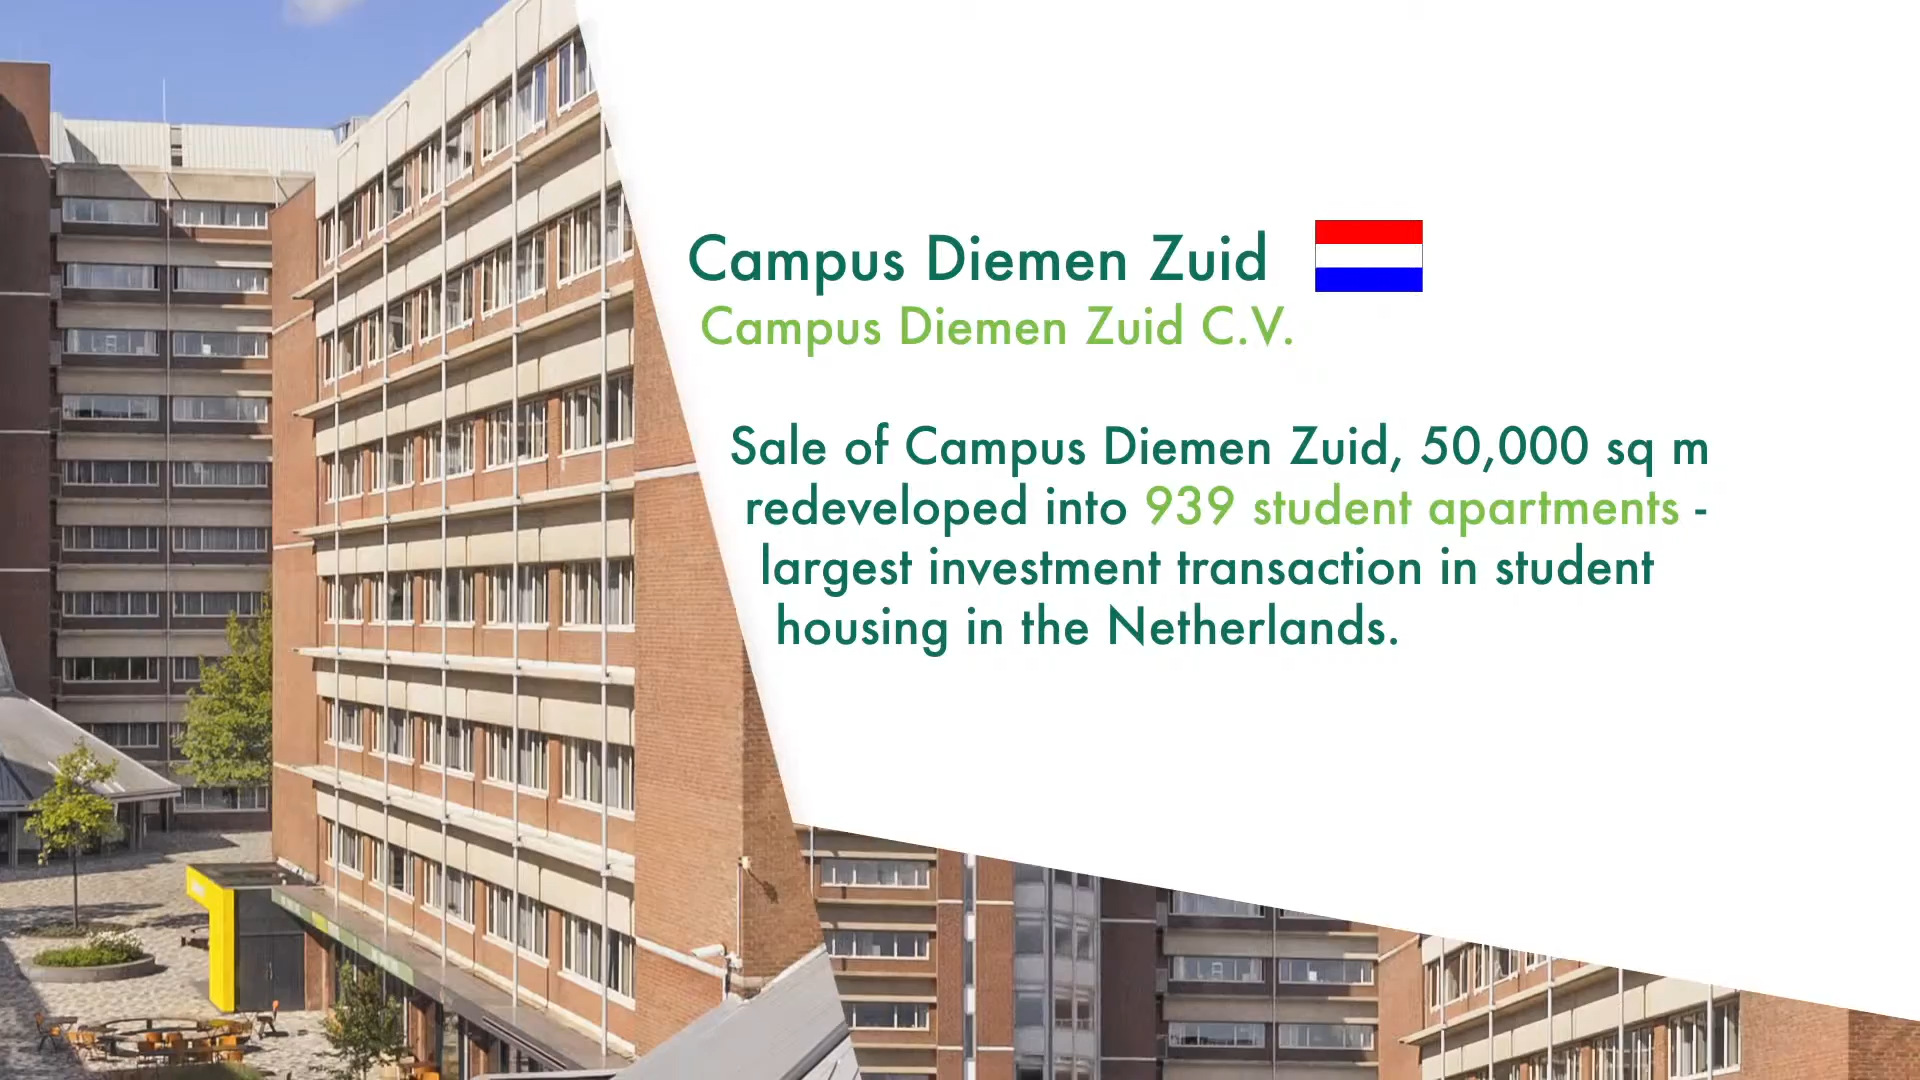 Campus Diemen Zuid
Campus Diemen Zuid C.V.
Sale of Campus Diemen Zuid, 50,000 sq m
redeveloped into 939 student apartments -
largest investment transaction in student
housing in the Netherlands.